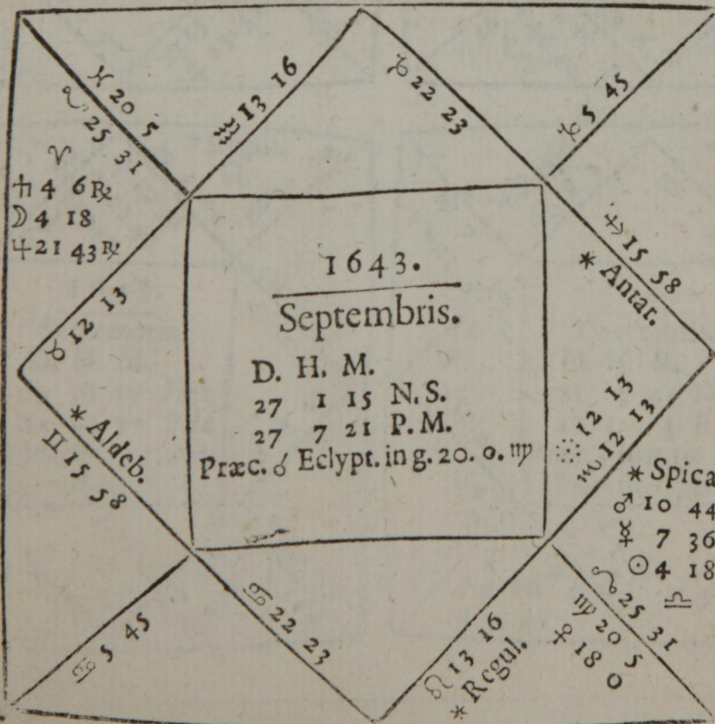 ♓ 20 5
☋ 25 31
♈
♄ 4 6 ℞
☽ 4 18
♃ 21 43 ℞
♒ 13 16
♑ 22 23
♑ 5 45
♐ 15 58
* Antar.
♉ 12 13
1643.
Septembris.
D. H. M.
27 1 15 N.S.
27 7 21 P.M.
Præc. ☌ Eclypt. in g. 20. 0. ♍
12 13
♏ 12 13
* Spica
♂ 10 44
☿ 7 36
☉ 4 18
♎
☊ 25 31
♍ 20 5
♀ 18 0
* Aldeb.
♊ 15 58
♋ 5 45
♋ 22 23
♌ 13 16
* Regul.